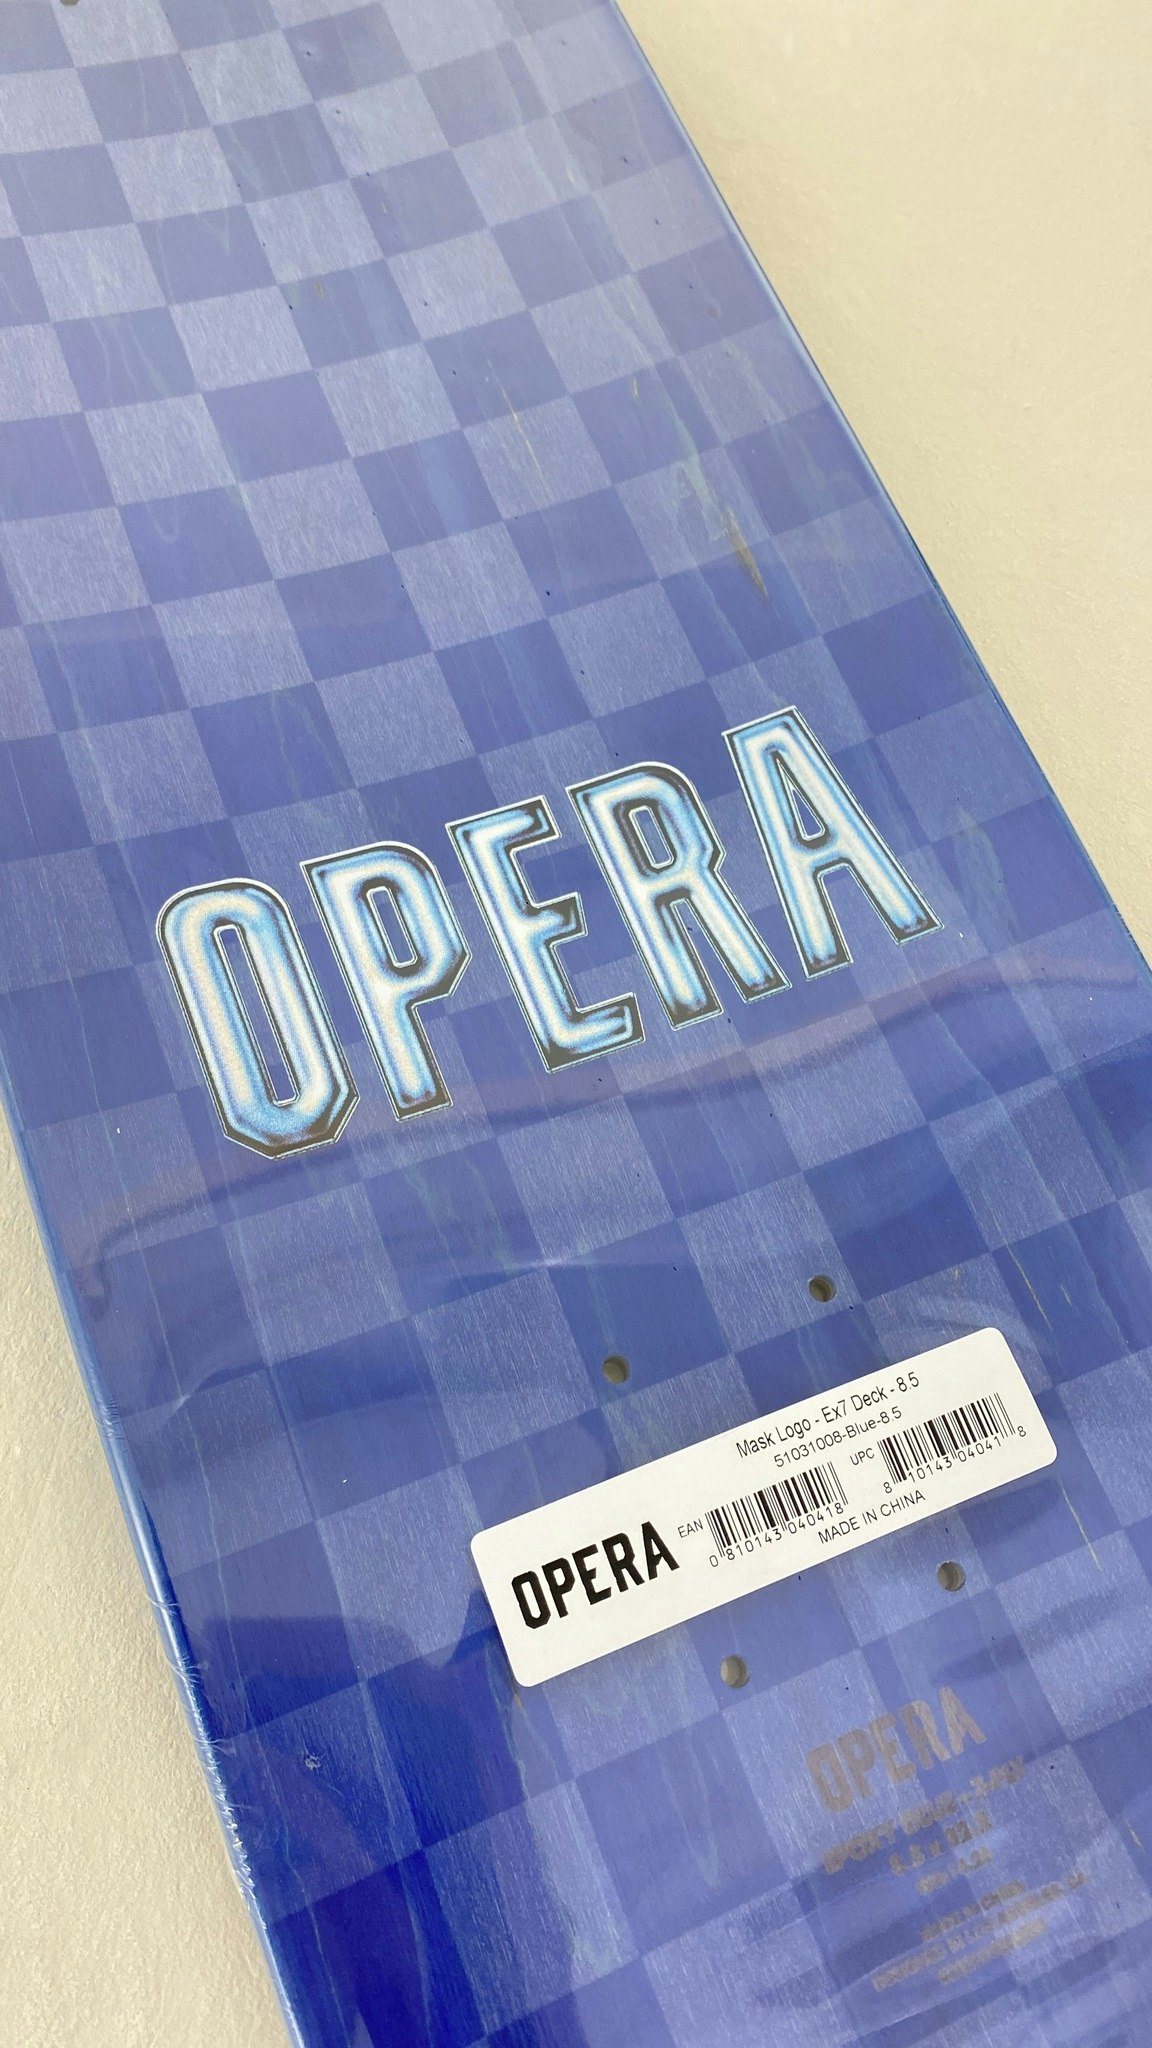 OPERA
Mask Logo - Ex7 Deck - 8.5
51031008-Blue-8.5
EAN
0 810143 040418
UPC
8 10143 04041 8
MADE IN CHINA
OPERA
OPERA